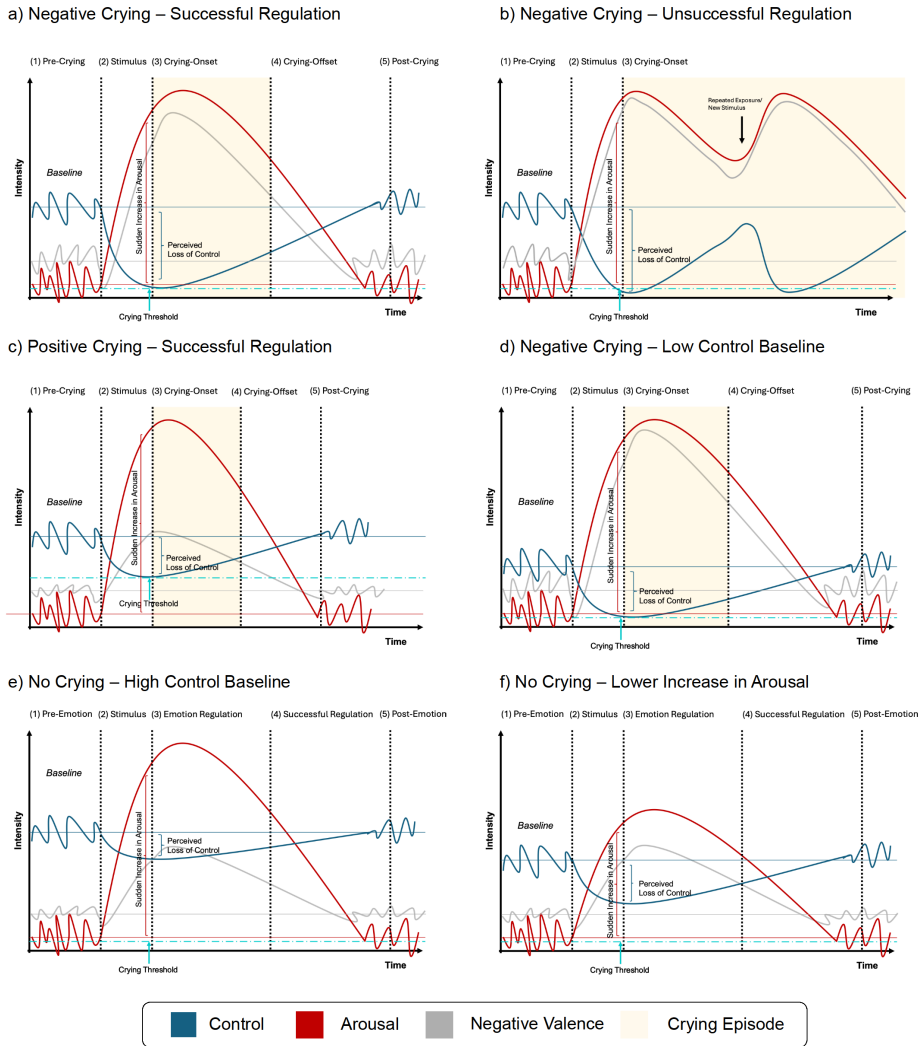 a) Negative Crying – Successful Regulation
(1) Pre-Crying (2) Stimulus (3) Crying-Onset (4) Crying-Offset (5) Post-Crying
Intensity
Baseline
Sudden Increase in Arousal
Perceived
Loss of Control
Time
Crying Threshold
b) Negative Crying – Unsuccessful Regulation
(1) Pre-Crying (2) Stimulus (3) Crying-Onset
Repeated Exposure/
New Stimulus
Intensity
Baseline
Sudden Increase in Arousal
Perceived
Loss of Control
Time
Crying Threshold
c) Positive Crying – Successful Regulation
(1) Pre-Crying (2) Stimulus (3) Crying-Onset (4) Crying-Offset (5) Post-Crying
Intensity
Baseline
Sudden Increase in Arousal
Perceived
Loss of Control
Crying Threshold
Time
d) Negative Crying – Low Control Baseline
(1) Pre-Crying (2) Stimulus (3) Crying-Onset (4) Crying-Offset (5) Post-Crying
Intensity
Baseline
Sudden Increase in Arousal
Perceived
Loss of Control
Time
Crying Threshold
e) No Crying – High Control Baseline
(1) Pre-Emotion (2) Stimulus (3) Emotion Regulation (4) Successful Regulation (5) Post-Emotion
Intensity
Baseline
Sudden Increase in Arousal
Perceived
Loss of Control
Time
Crying Threshold
f) No Crying – Lower Increase in Arousal
(1) Pre-Emotion (2) Stimulus (3) Emotion Regulation (4) Successful Regulation (5) Post-Emotion
Intensity
Baseline
Sudden Increase in Arousal
Perceived
Loss of Control
Time
Crying Threshold
Control Arousal Negative Valence Crying Episode